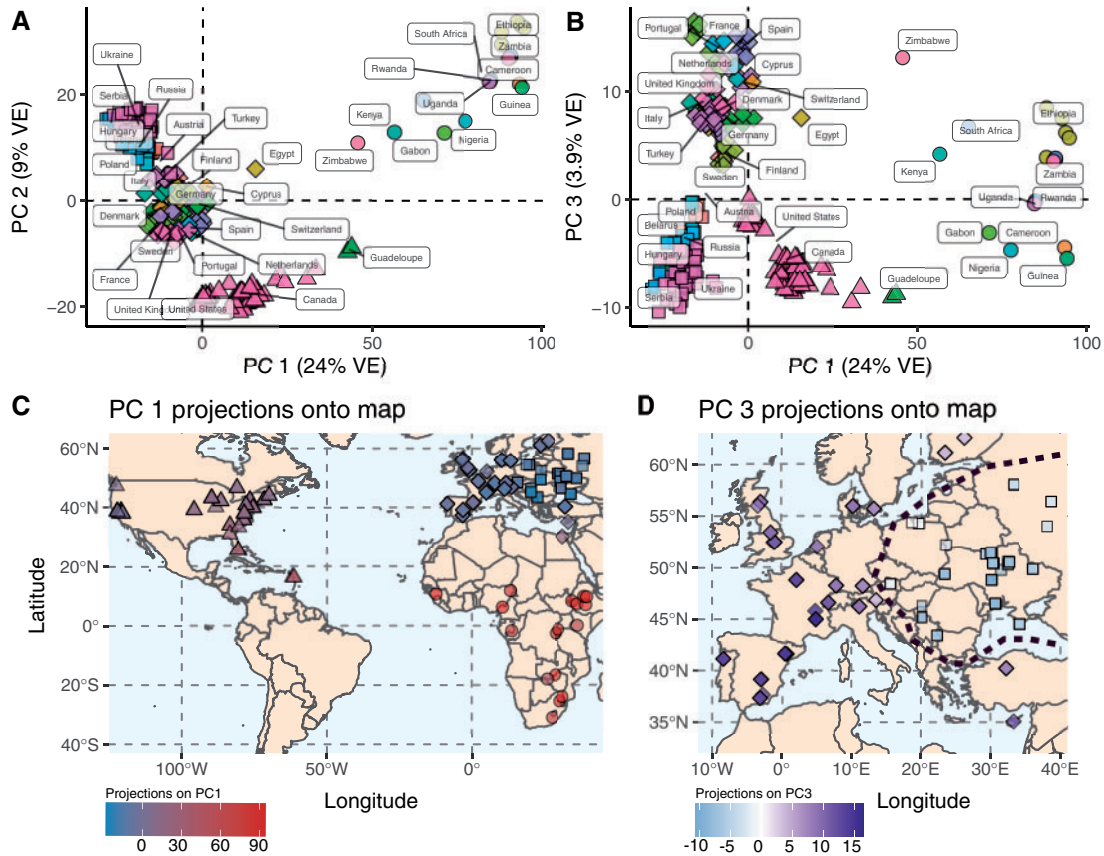 A
B
Ethiopia
South Africa
Zambia
Ukraine
Rwanda
Cameroon
Serbia
Russia
Uganda
Guinea
Hungary
Austria
Turkey
Kenya
Nigeria
Gabon
Poland
Finland
Egypt
Zimbabwe
Italy
Germany
Cyprus
Denmark
Spain
Switzerland
Sweden
Guadeloupe
France
Portugal
Netherlands
United Kingdom
United States
Canada
20
0
−20
PC 2 (9% VE)
0
50
100
PC 1 (24% VE)
Portugal
France
Spain
Zimbabwe
Netherlands
Cyprus
United Kingdom
Denmark
Switzerland
Ethiopia
Italy
Germany
Egypt
South Africa
Turkey
Finland
Kenya
Zambia
Sweden
Uganda
Rwanda
Poland
Austria
United States
Belarus
Gabon
Cameroon
Russia
Canada
Hungary
Nigeria
Guinea
Guadeloupe
Serbia
Ukraine
10
0
−10
PC 3 (3.9% VE)
0
50
100
PC 1 (24% VE)
C
PC 1 projections onto map
60°N
40°N
20°N
0°
20°S
40°S
Latitude
100°W
50°W
0°
Longitude
Projections on PC1
0
30
60
90
D
PC 3 projections onto map
60°N
55°N
50°N
45°N
40°N
35°N
10°W
0°
10°E
20°E
30°E
40°E
Longitude
Projections on PC3
-10
-5
0
5
10
15